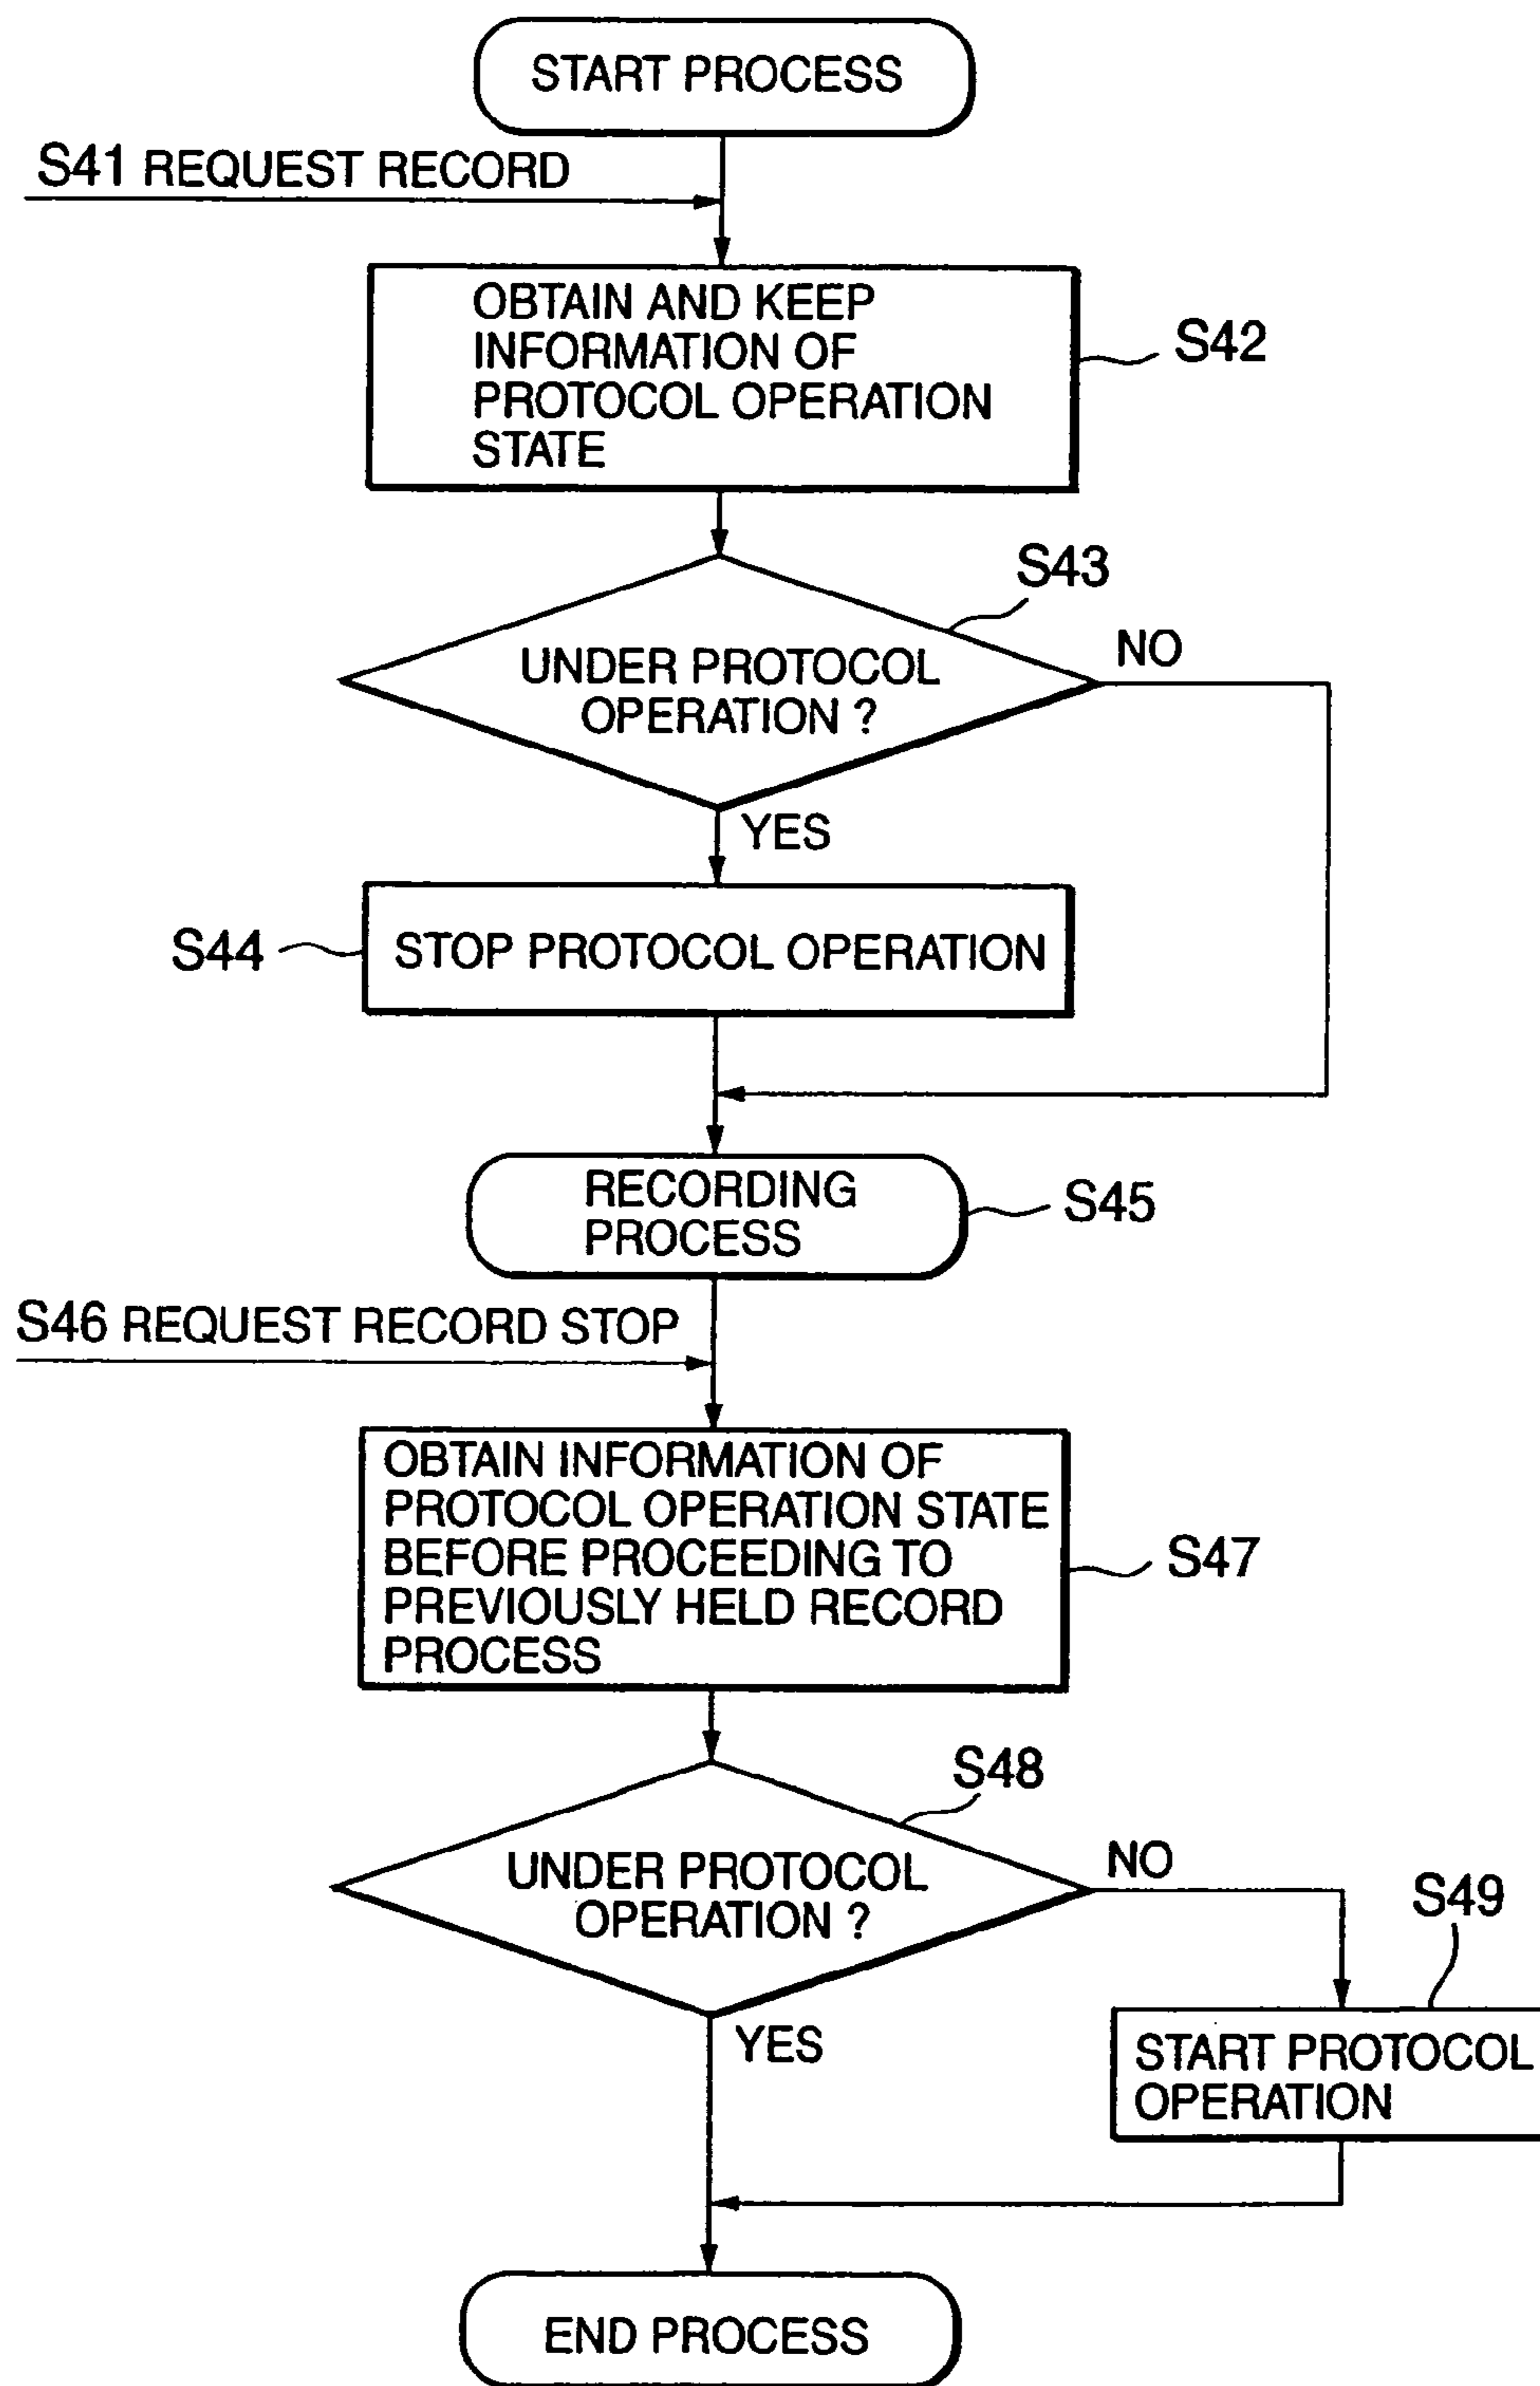 START PROCESS
S41 REQUEST RECORD
OBTAIN AND KEEP
INFORMATION OF
PROTOCOL OPERATION
STATE
S42
S43
UNDER PROTOCOL
OPERATION ?
NO
YES
S44
STOP PROTOCOL OPERATION
RECORDING
PROCESS
S45
S46 REQUEST RECORD STOP
OBTAIN INFORMATION OF
PROTOCOL OPERATION STATE
BEFORE PROCEEDING TO
PREVIOUSLY HELD RECORD
PROCESS
S47
S48
UNDER PROTOCOL
OPERATION ?
NO
S49
YES
START PROTOCOL
OPERATION
END PROCESS